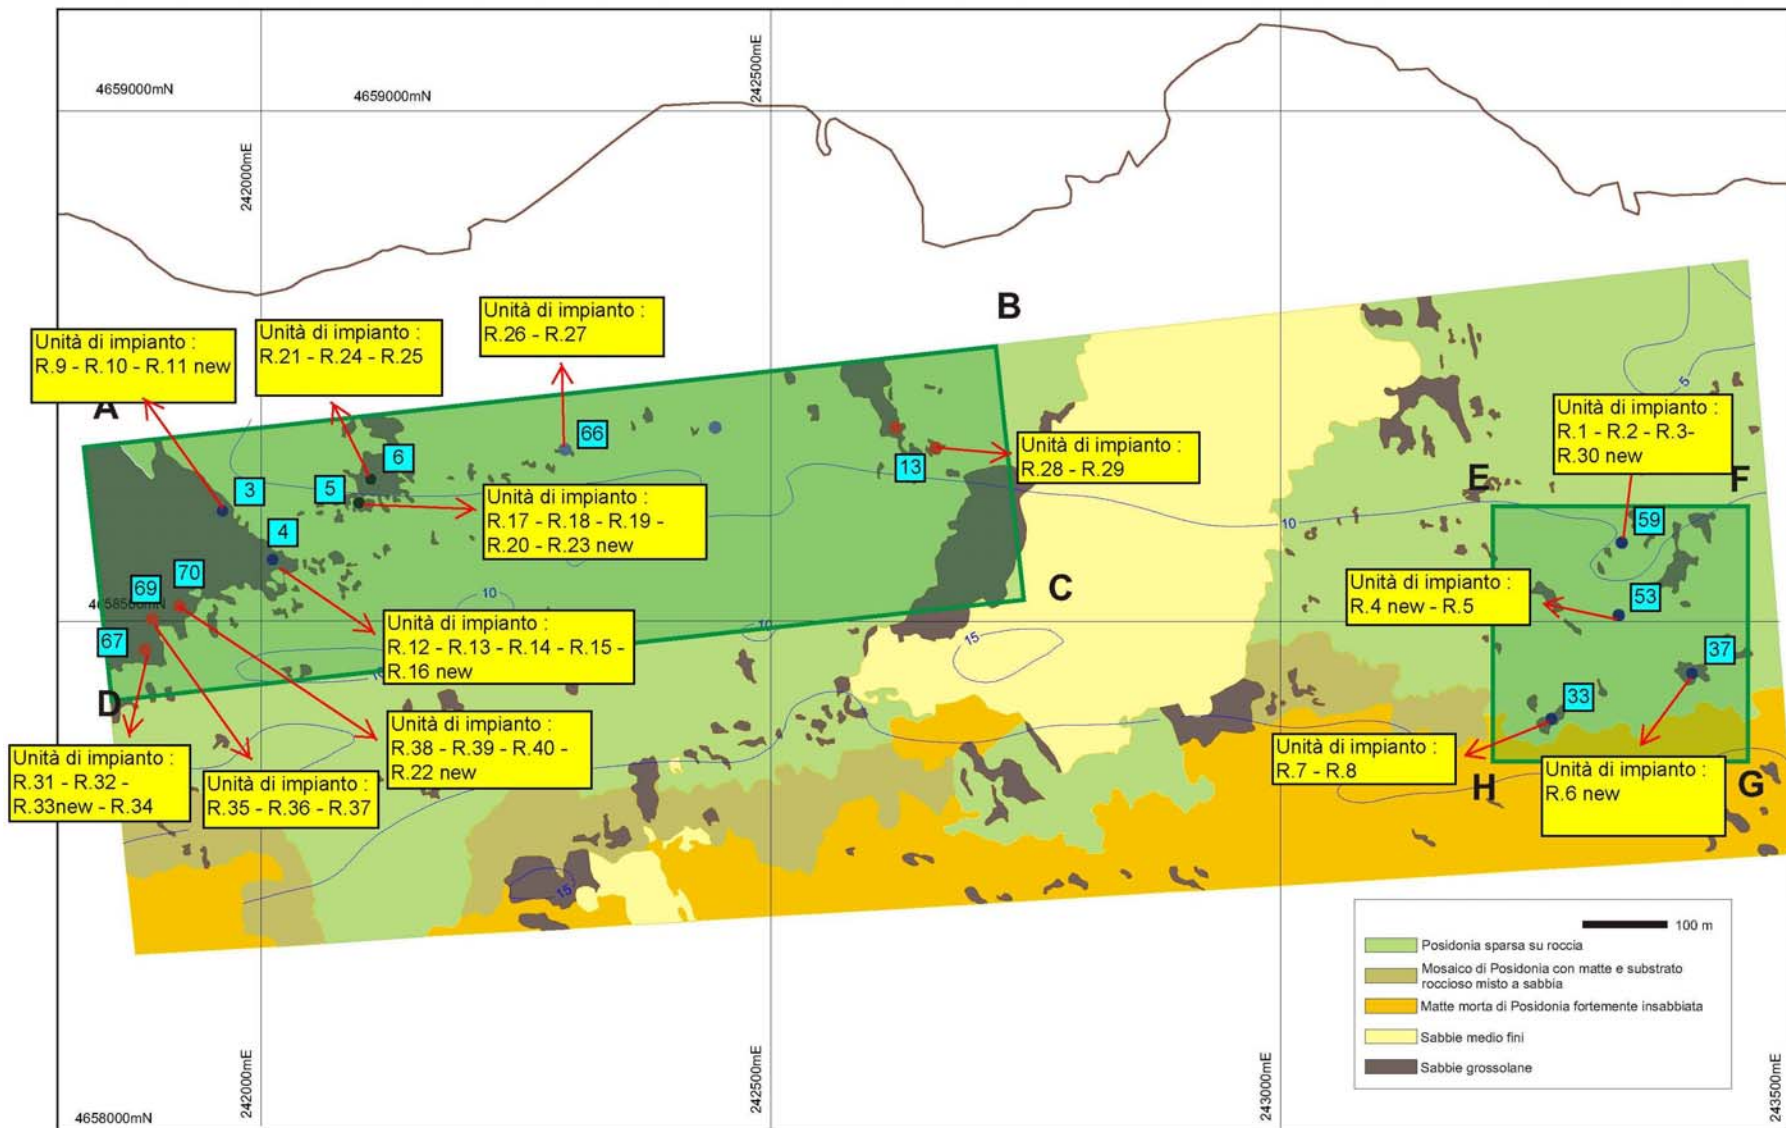 4659000mN
4659000mN
242000mE
242500mE
B
Unità di impianto :
R.9 - R.10 - R.11 new
Unità di impianto :
R.21 - R.24 - R.25
Unità di impianto :
R.26 - R.27
A
5
66
6
13
Unità di impianto :
R.28 - R.29
Unità di impianto :
R.1 - R.2 - R.3-
R.30 new
E
F
3
5
4
Unità di impianto :
R.17 - R.18 - R.19 -
R.20 - R.23 new
10
59
70
69
4658500mN
67
10
10
C
Unità di impianto :
R.4 new - R.5
53
Unità di impianto :
R.12 - R.13 - R.14 - R.15 -
R.16 new
15
10
37
D
33
Unità di impianto :
R.38 - R.39 - R.40 -
R.22 new
Unità di impianto :
R.7 - R.8
Unità di impianto :
R.31 - R.32 -
R.33new - R.34
Unità di impianto :
R.35 - R.36 - R.37
H
Unità di impianto :
R.6 new
G
15
100 m
Posidonia sparsa su roccia
Mosaico di Posidonia con matte e substrato
roccioso misto a sabbia
Matte morta di Posidonia fortemente insabbiata
Sabbie medio fini
Sabbie grossolane
4658000mN
242000mE
242500mE
243000mE
243500mE